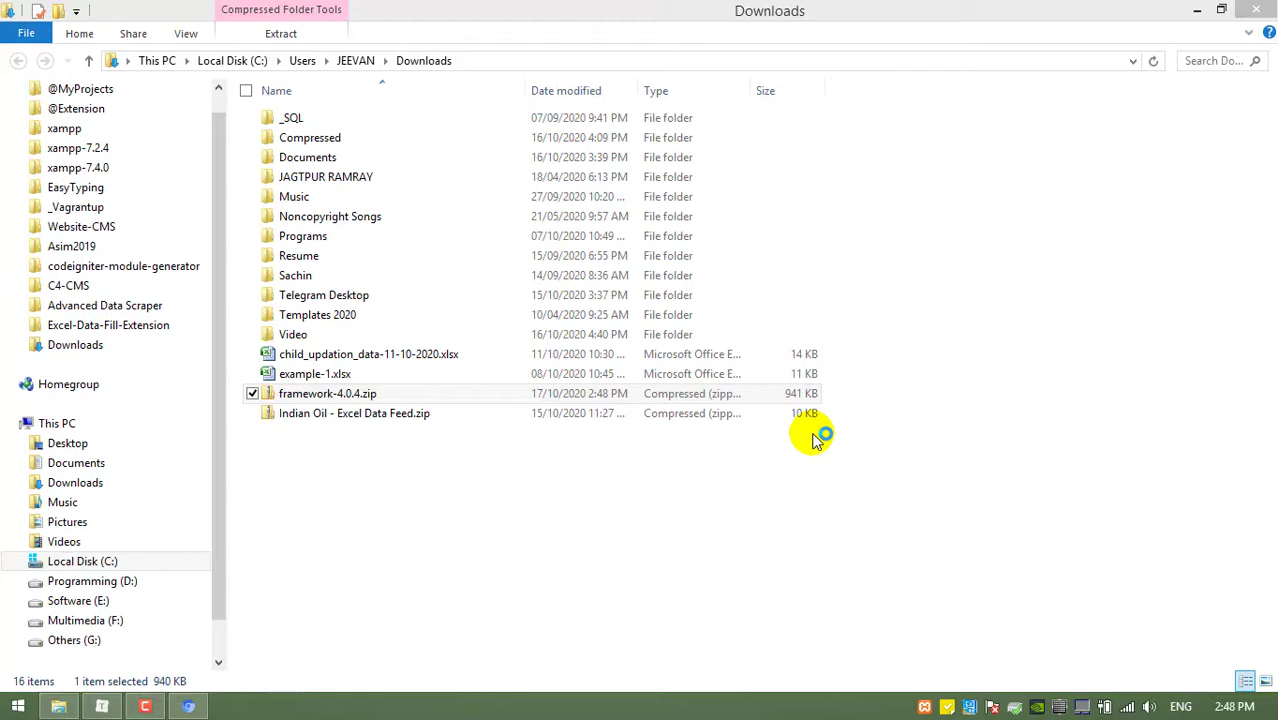 Compressed Folder Tools
Downloads
File Home Share View Extract
This PC Local Disk (C:) Users JEEVAN Downloads
Search Do...
Name Date modified Type Size
@MyProjects
@Extension
xampp
xampp-7.2.4
xampp-7.4.0
EasyTyping
_Vagrantup
Website-CMS
Asim2019
codeigniter-module-generator
C4-CMS
Advanced Data Scraper
Excel-Data-Fill-Extension
Downloads
Homegroup
This PC
Desktop
Documents
Downloads
Music
Pictures
Videos
Local Disk (C:)
Programming (D:)
Software (E:)
Multimedia (F:)
Others (G:)
_SQL 07/09/2020 9:41 PM File folder
Compressed 16/10/2020 4:09 PM File folder
Documents 16/10/2020 3:39 PM File folder
JAGTPUR RAMRAY 18/04/2020 6:13 PM File folder
Music 27/09/2020 10:20 ... File folder
Noncopyright Songs 21/05/2020 9:57 AM File folder
Programs 07/10/2020 10:49 ... File folder
Resume 15/09/2020 6:55 PM File folder
Sachin 14/09/2020 8:36 AM File folder
Telegram Desktop 15/10/2020 3:37 PM File folder
Templates 2020 10/04/2020 9:25 AM File folder
Video 16/10/2020 4:40 PM File folder
child_updation_data-11-10-2020.xlsx 11/10/2020 10:30 ... Microsoft Office E... 14 KB
example-1.xlsx 08/10/2020 10:45 ... Microsoft Office E... 11 KB
framework-4.0.4.zip 17/10/2020 2:48 PM Compressed (zipp... 941 KB
Indian Oil - Excel Data Feed.zip 15/10/2020 11:27 ... Compressed (zipp... 10 KB
16 items 1 item selected 940 KB
ENG 2:48 PM